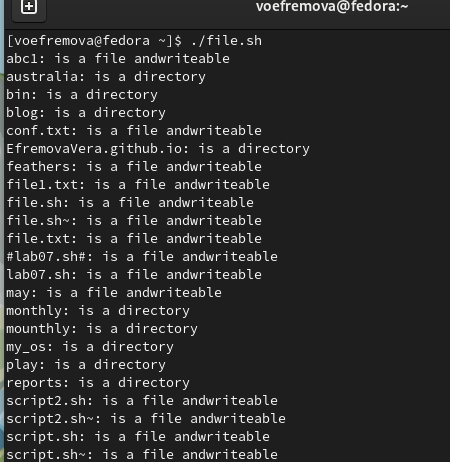 voefremova@fedora:~
[voefremova@fedora ~]$ ./file.sh
abc1: is a file andwriteable
australia: is a directory
bin: is a directory
blog: is a directory
conf.txt: is a file andwriteable
EfremovaVera.github.io: is a directory
feathers: is a file andwriteable
file1.txt: is a file andwriteable
file.sh: is a file andwriteable
file.sh~: is a file andwriteable
file.txt: is a file andwriteable
#lab07.sh#: is a file andwriteable
lab07.sh: is a file andwriteable
may: is a file andwriteable
monthly: is a directory
mounthly: is a directory
my_os: is a directory
play: is a directory
reports: is a directory
script2.sh: is a file andwriteable
script2.sh~: is a file andwriteable
script.sh: is a file andwriteable
script.sh~: is a file andwriteable